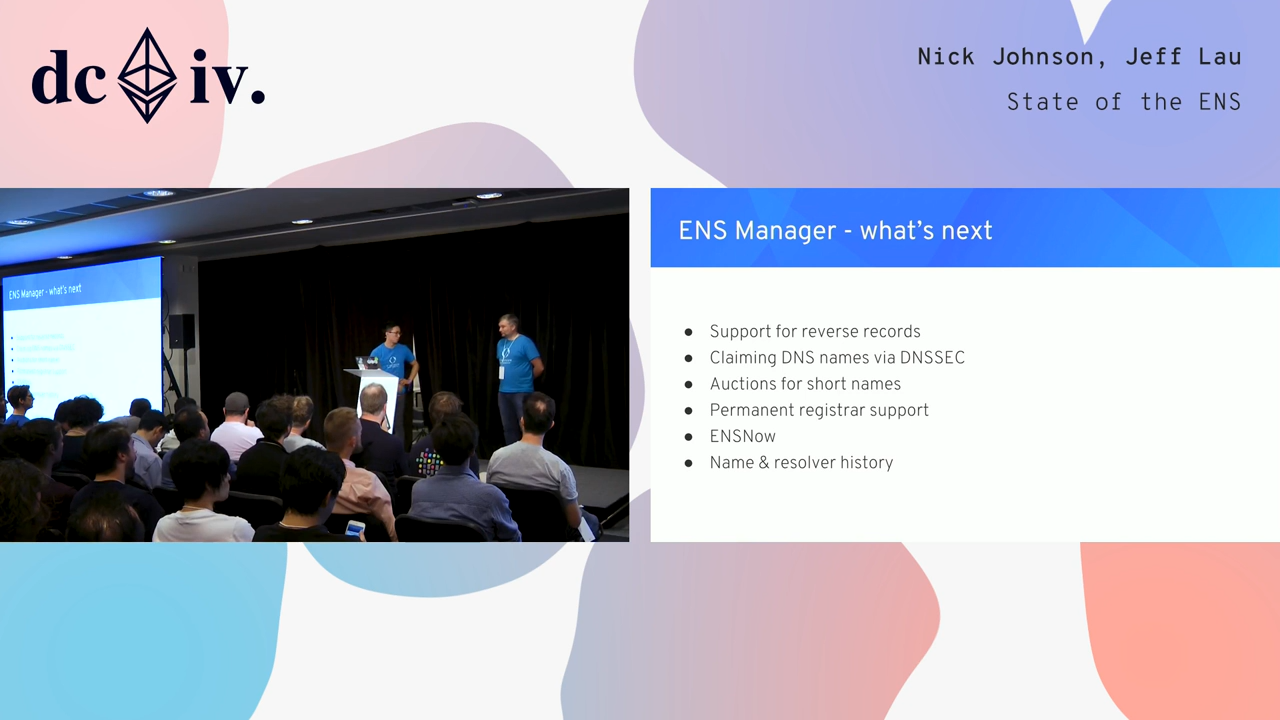 dc iv.
Nick Johnson, Jeff Lau
State of the ENS
ENS Manager - what's next
ENS Manager - what's next
● Support for reverse records
● Claiming DNS names via DNSSEC
● Auctions for short names
● Permanent registrar support
● ENSNow
● Name & resolver history